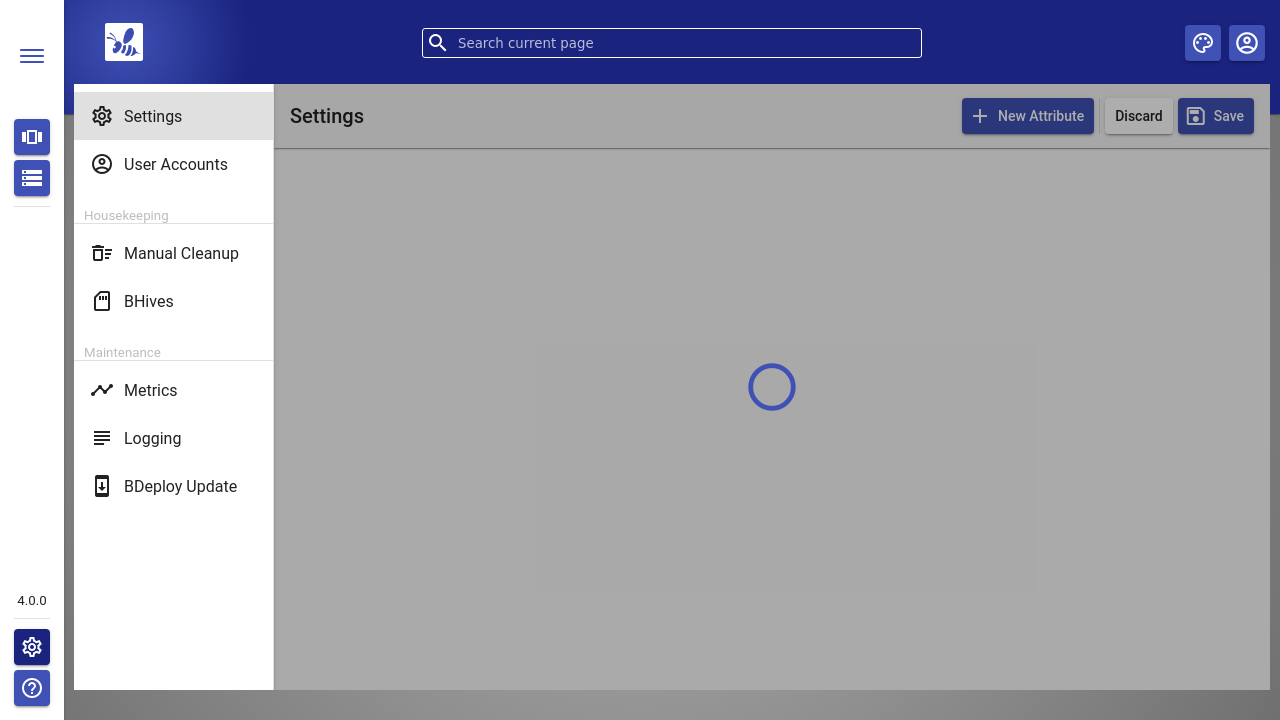 Search current page
Settings
User Accounts
Housekeeping
Manual Cleanup
BHives
Maintenance
Metrics
Logging
BDeploy Update
Settings
New Attribute
Discard
Save
4.0.0